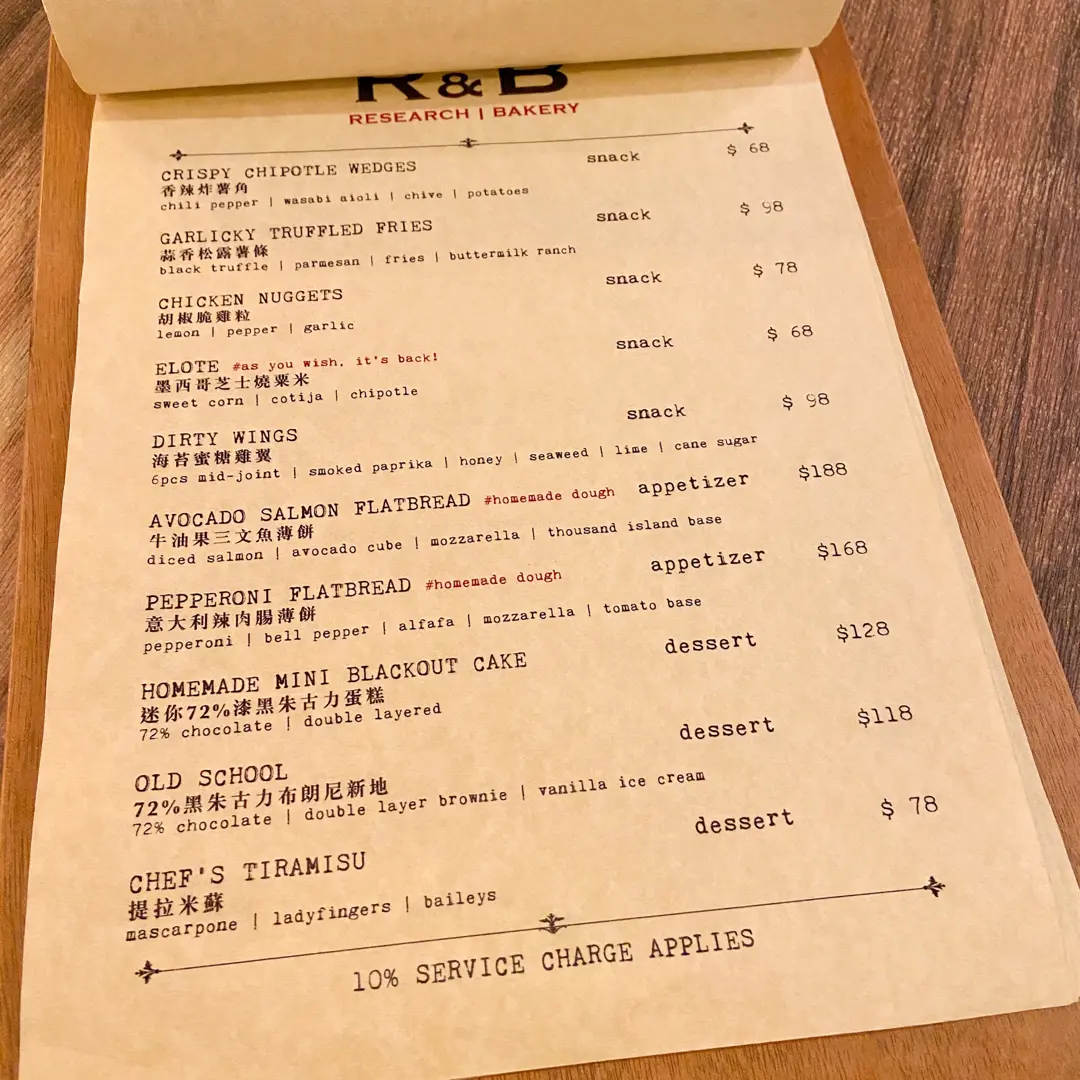 R&B
RESEARCH | BAKERY
CRISPY CHIPOTLE WEDGES snack $ 68
香辣炸薯角
chili pepper | wasabi aioli | chive | potatoes
GARLICKY TRUFFLED FRIES snack $ 98
蒜香松露薯條
black truffle | parmesan | fries | buttermilk ranch
CHICKEN NUGGETS snack $ 78
胡椒脆雞粒
lemon | pepper | garlic
ELOTE #as you wish, it's back! snack $ 68
墨西哥芝士燒粟米
sweet corn | cotija | chipotle
DIRTY WINGS snack $ 98
海苔蜜糖雞翼
6pcs mid-joint | smoked paprika | honey | seaweed | lime | cane sugar
AVOCADO SALMON FLATBREAD #homemade dough appetizer $188
牛油果三文魚薄餅
diced salmon | avocado cube | mozzarella | thousand island base
PEPPERONI FLATBREAD #homemade dough appetizer $168
意大利辣肉腸薄餅
pepperoni | bell pepper | alfafa | mozzarella | tomato base
HOMEMADE MINI BLACKOUT CAKE dessert $128
迷你72%漆黑朱古力蛋糕
72% chocolate | double layered
OLD SCHOOL dessert $118
72%黑朱古力布朗尼新地
72% chocolate | double layer brownie | vanilla ice cream
CHEF'S TIRAMISU dessert $ 78
提拉米蘇
mascarpone | ladyfingers | baileys
10% SERVICE CHARGE APPLIES